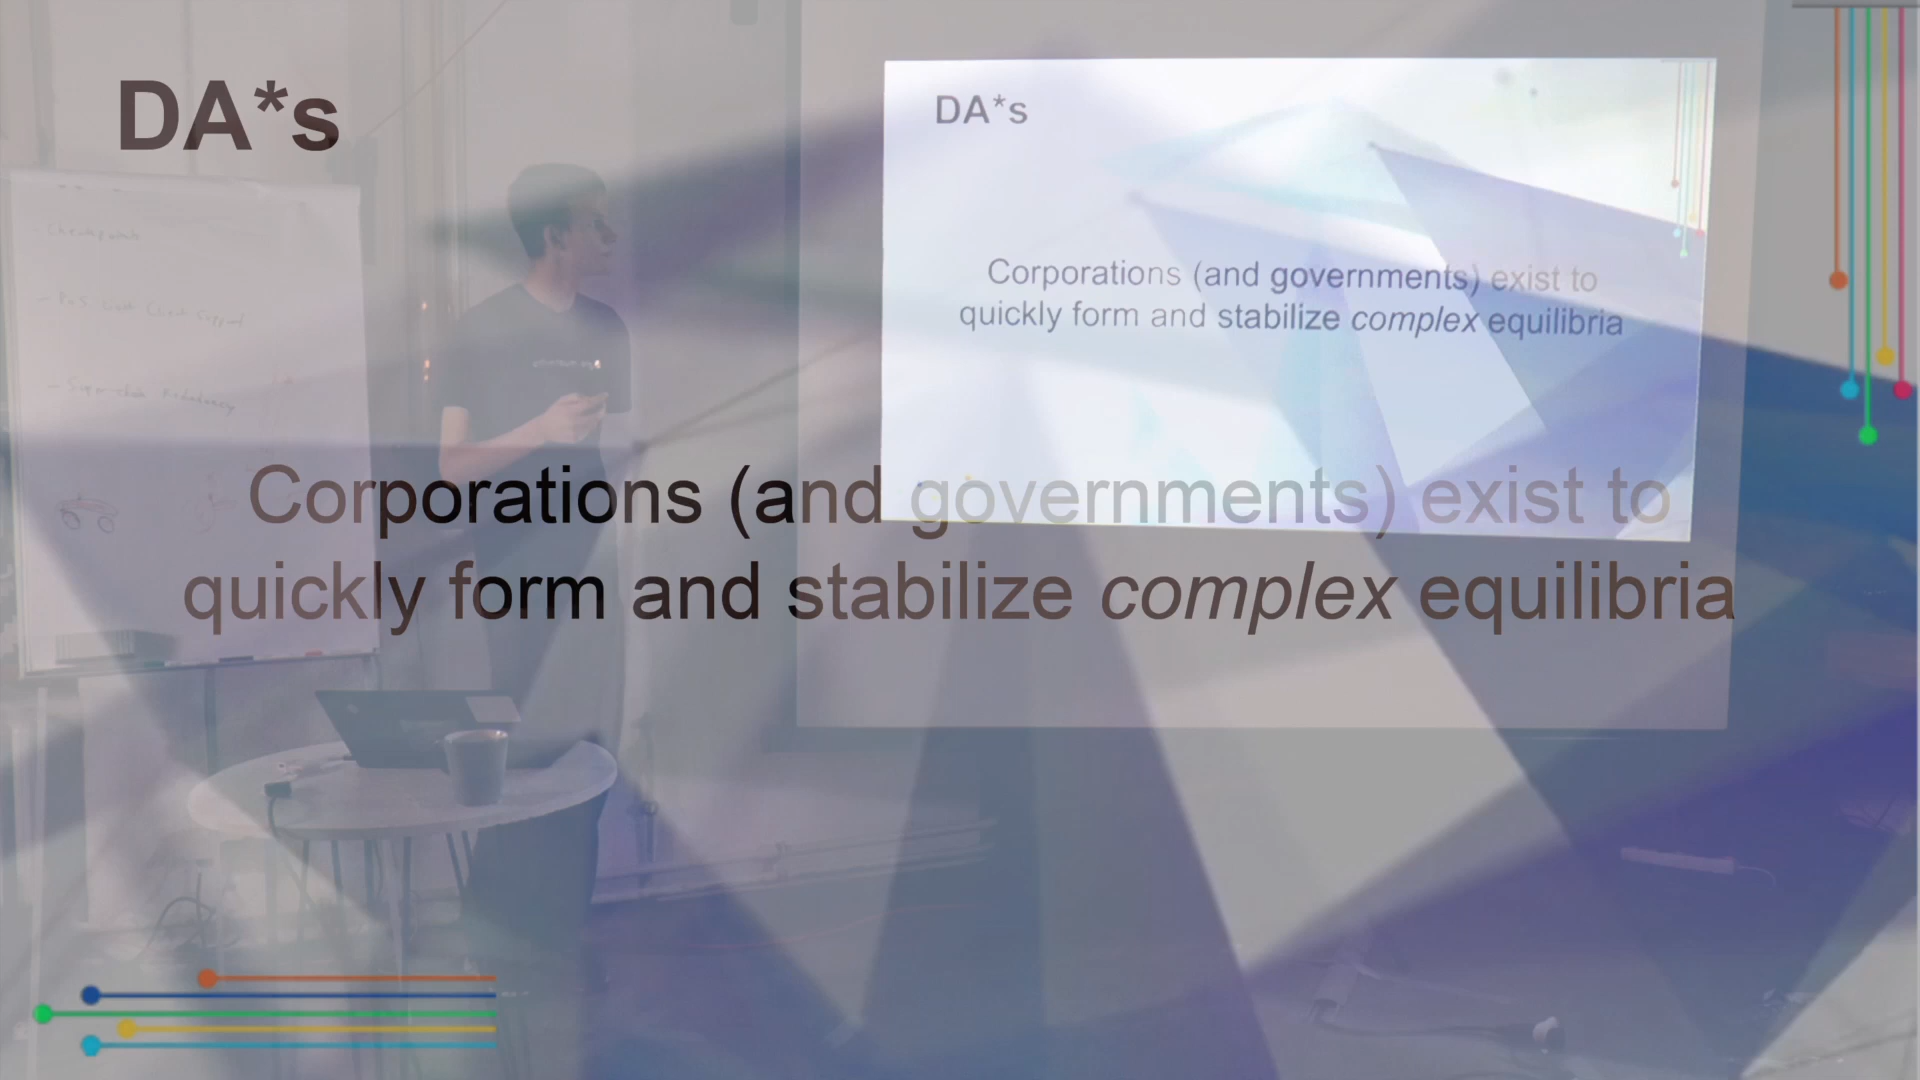 DA*s
Corporations (and governments) exist to
quickly form and stabilize complex equilibria
DA*s
Corporations (and governments) exist to
quickly form and stabilize complex equilibria